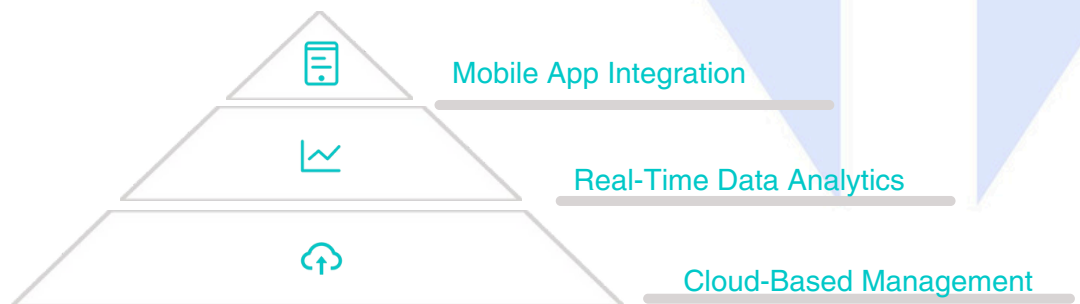 Mobile App Integration
Real-Time Data Analytics
Cloud-Based Management